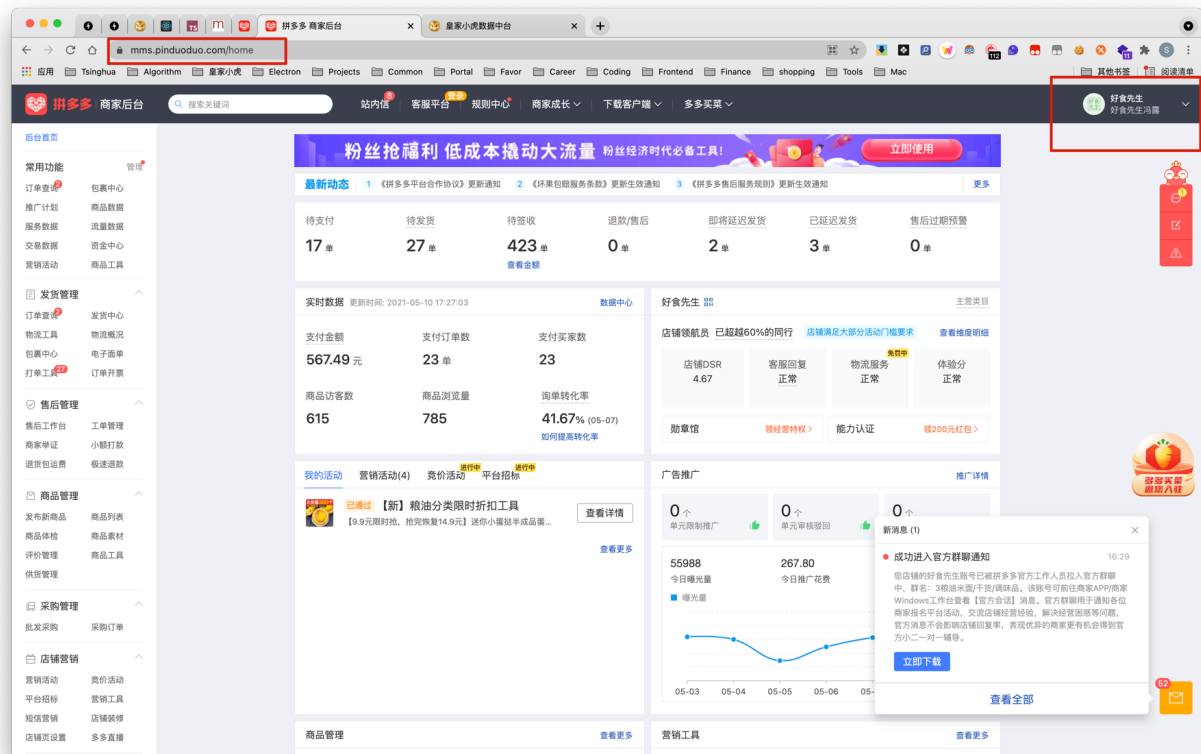 拼多多 商家后台
皇家小虎数据中台
mms.pinduoduo.com/home
112
11
S
应用 Tsinghua Algorithm 皇家小虎 Electron Projects Common Portal Favor Career Coding Frontend Finance shopping Tools Mac 其他书签 阅读清单
拼多多 商家后台 搜索关键词 站内信 8 客服平台 登录 规则中心 商家成长 下载客户端 多多买菜
好食先生
好食先生冯露
后台首页
常用功能 管理
订单查询 2 包裹中心
推广计划 商品数据
服务数据 流量数据
交易数据 资金中心
营销活动 商品工具
发货管理
订单查询 2 发货中心
物流工具 物流概况
包裹中心 电子面单
打单工具 27 订单开票
售后管理
售后工作台 工单管理
商家举证 小额打款
退货包运费 极速退款
商品管理
发布新商品 商品列表
商品体检 商品素材
评价管理 商品工具
供货管理
采购管理
批发采购 采购订单
店铺营销
营销活动 竞价活动
平台招标 营销工具
短信营销 店铺装修
店铺页设置 多多直播
粉丝抢福利 低成本撬动大流量 粉丝经济时代必备工具! 立即使用
最新动态 1 《拼多多平台合作协议》更新通知 2 《坏果包赔服务条款》更新生效通知 3 《拼多多售后服务规则》更新生效通知 更多
待支付 待发货 待签收 退款/售后 即将延迟发货 已延迟发货 售后过期预警
17 单 27 单 423 单 0 单 2 单 3 单 0 单
查看金额
实时数据 更新时间: 2021-05-10 17:27:03 数据中心
支付金额 支付订单数 支付买家数
567.49 元 23 单 23
商品访客数 商品浏览量 询单转化率
615 785 41.67% (05-07)
如何提高转化率
好食先生 主营类目
店铺领航员 已超越60%的同行 店铺满足大部分活动门槛要求 查看维度明细
免罚中
店铺DSR 客服回复 物流服务 体验分
4.67 正常 正常 正常
勋章馆 领经营特权> 能力认证 领200元红包>
我的活动 营销活动(4) 竞价活动 进行中 平台招标 进行中
已通过 【新】粮油分类限时折扣工具
【9.9元限时抢，抢完恢复14.9元】迷你小蛋挞半成品蛋...
查看详情
查看更多
广告推广 推广详情
0 个 0 个 0 个
单元限制推广 单元审核驳回
55988 267.80
今日曝光量 今日推广花费
曝光量
05-03 05-04 05-05 05-06 05-
新消息 (1)
成功进入官方群聊通知 16:29
您店铺的好食先生账号已被拼多多官方工作人员拉入官方群聊
中，群名：3粮油米面/干货/调味品。该账号可前往商家APP/商家
Windows工作台查看【官方会话】消息。官方群聊用于通知各位
商家报名平台活动，交流店铺经营经验，解决经营困惑等问题，
官方消息不会影响店铺回复率，表现优异的商家更有机会得到官
方小二一对一辅导。
立即下载
查看全部
1
多多买菜
邀您入驻
52
商品管理 查看更多
营销工具 查看更多